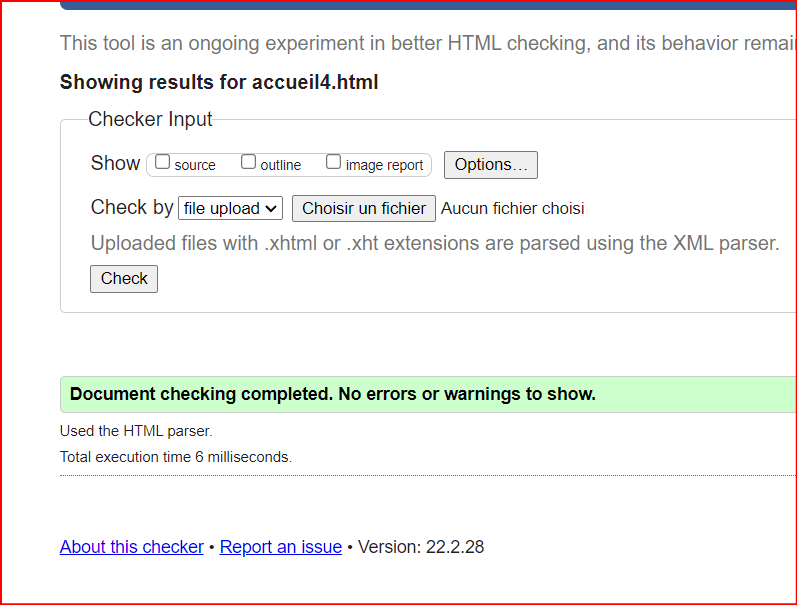 This tool is an ongoing experiment in better HTML checking, and its behavior
Showing results for accueil4.html
Checker Input
Show source outline image report Options…
Check by file upload Choisir un fichier Aucun fichier choisi
Uploaded files with .xhtml or .xht extensions are parsed using the XML parser.
Check
Document checking completed. No errors or warnings to show.
Used the HTML parser.
Total execution time 6 milliseconds.
About this checker • Report an issue • Version: 22.2.28